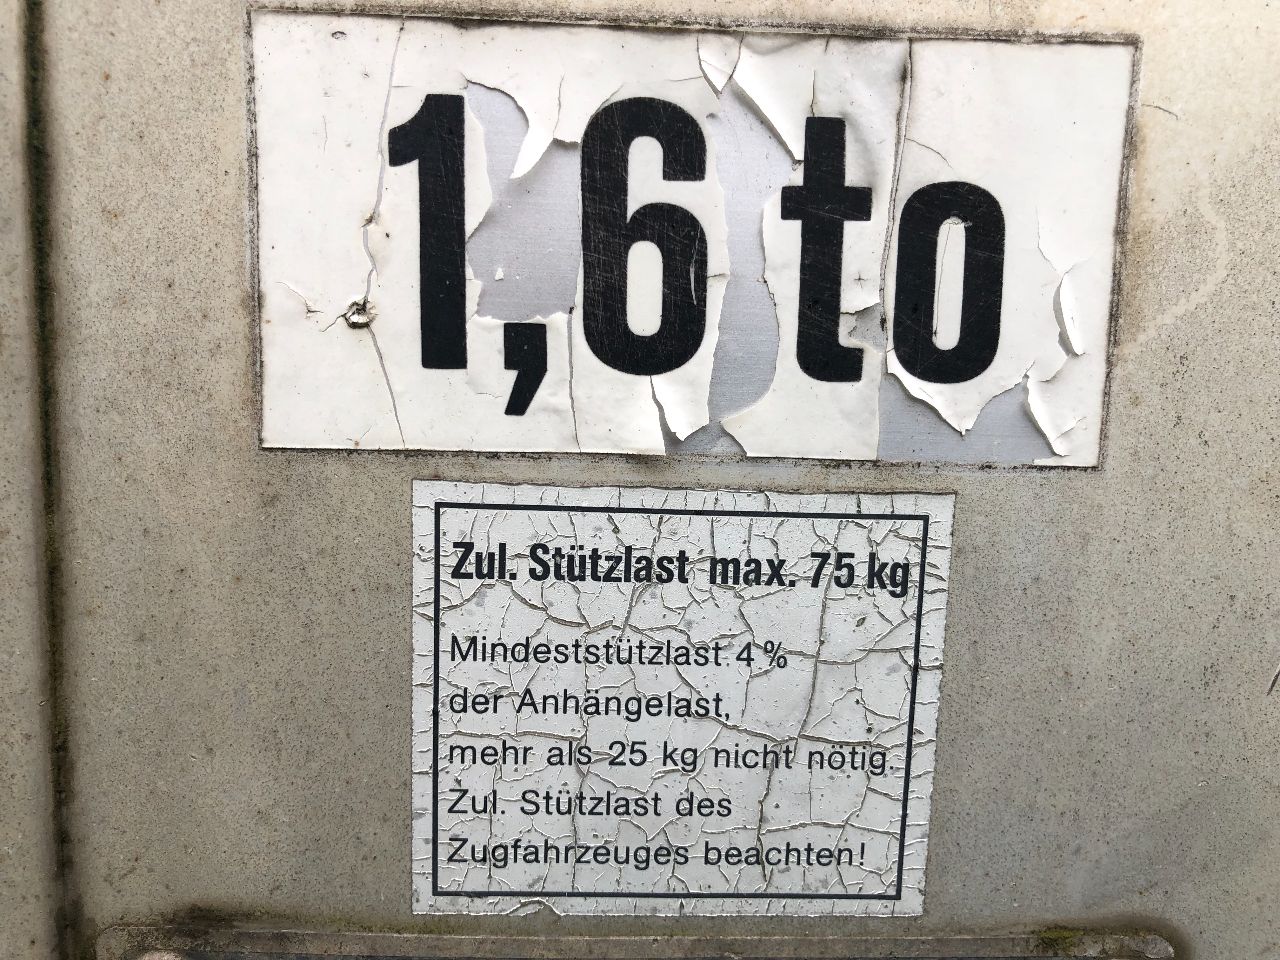 1,6 to
Zul. Stützlast max. 75 kg
Mindeststützlast 4 %
der Anhängelast,
mehr als 25 kg nicht nötig.
Zul. Stützlast des
Zugfahrzeuges beachten!